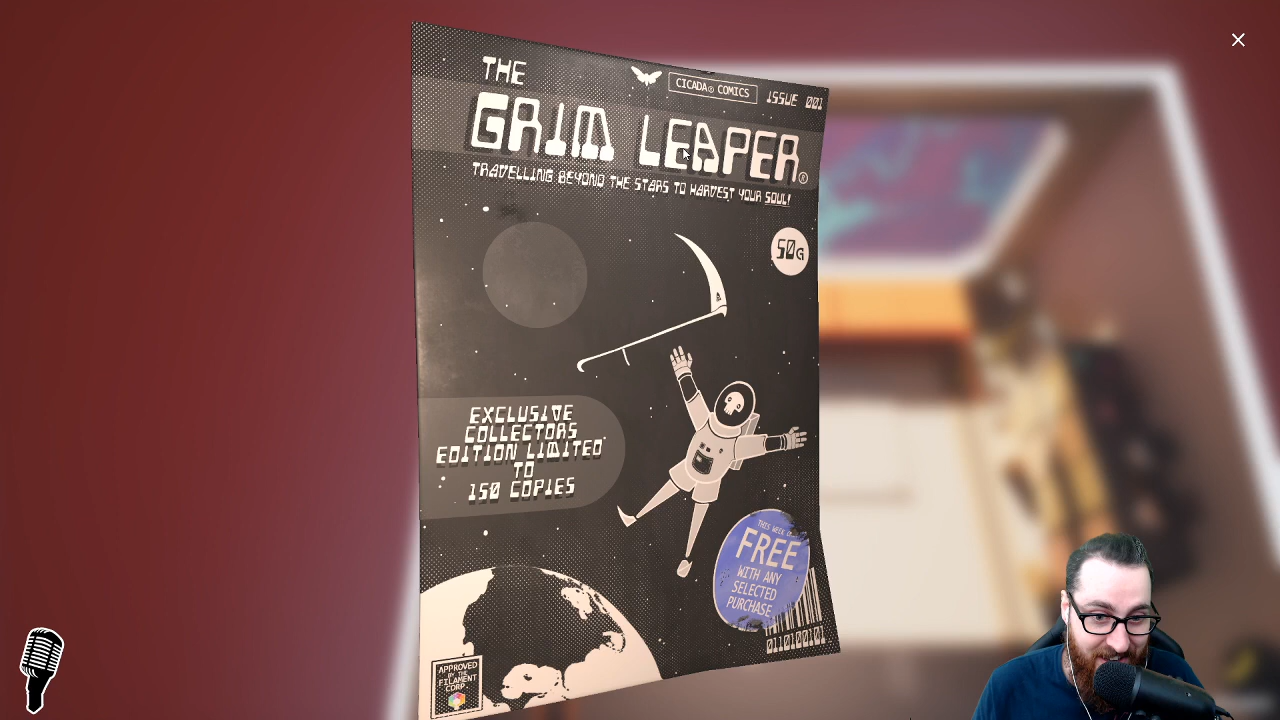 THE
CICADA® COMICS
ISSUE 001
GRIM LEAPER®
TRAVELLING BEYOND THE STARS TO HARVEST YOUR SOUL!
50G
EXCLUSIVE
COLLECTORS
EDITION LIMITED
TO
150 COPIES
THIS WEEK
FREE
WITH ANY
SELECTED
PURCHASE
0110100101
APPROVED
BY THE
FILAMENT
CORP